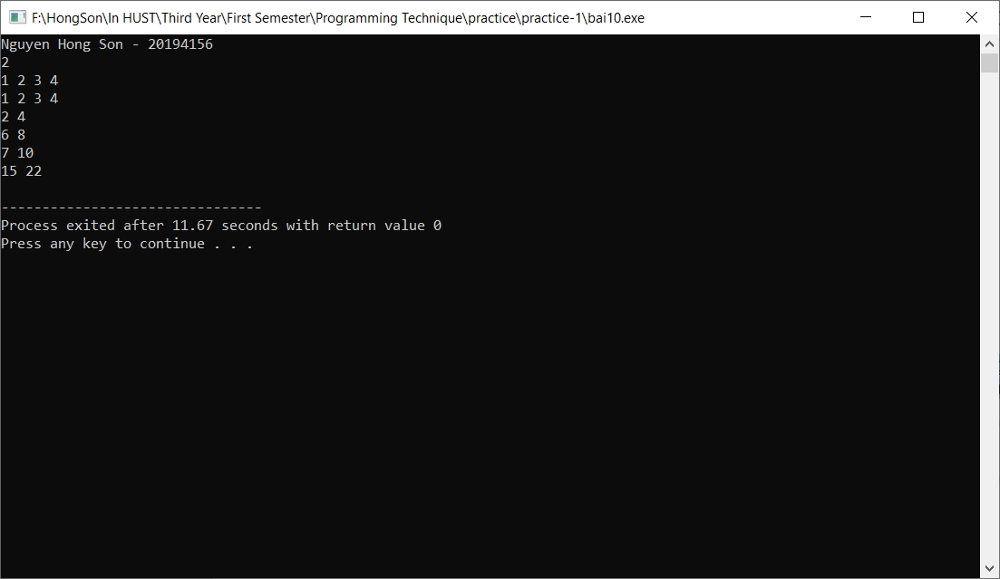 F:\HongSon\In HUST\Third Year\First Semester\Programming Technique\practice\practice-1\bai10.exe
Nguyen Hong Son - 20194156
2
1 2 3 4
1 2 3 4
2 4
6 8
7 10
15 22
--------------------------------
Process exited after 11.67 seconds with return value 0
Press any key to continue . . .